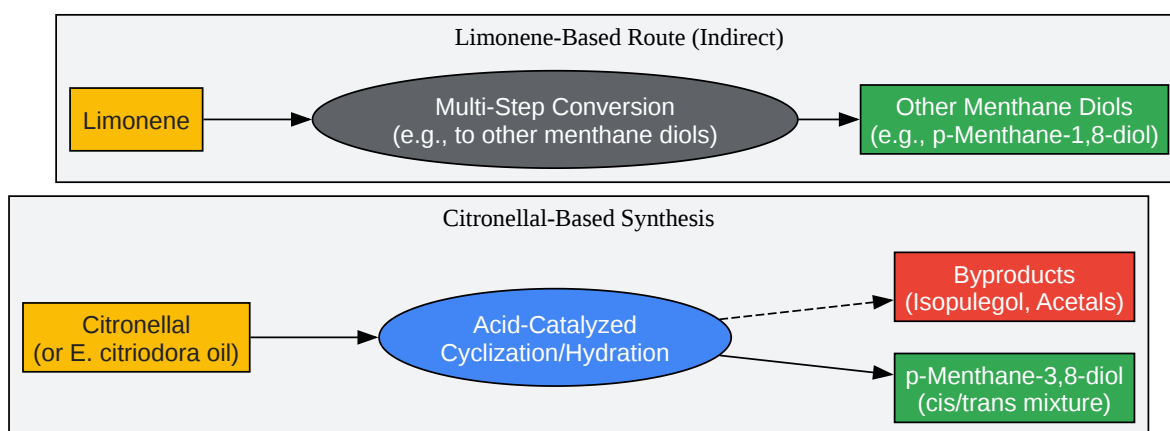 Limonene-Based Route (Indirect)
Limonene
Multi-Step Conversion
(e.g., to other menthane diols)
Other Menthane Diols
(e.g., p-Menthane-1,8-diol)
Citronellal-Based Synthesis
Citronellal
(or E. citriodora oil)
Acid-Catalyzed
Cyclization/Hydration
Byproducts
(Isopulegol, Acetals)
p-Menthane-3,8-diol
(cis/trans mixture)